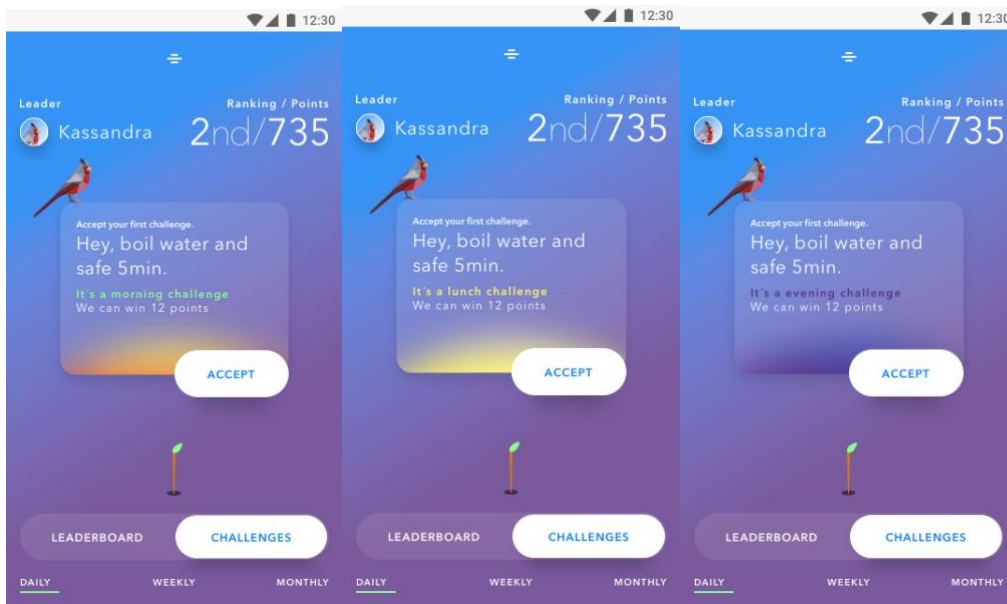 12:30
Leader
Ranking / Points
Kassandra
2nd/735
Accept your first challenge.
Hey, boil water and
safe 5min.
It's a morning challenge
We can win 12 points
ACCEPT
LEADERBOARD
CHALLENGES
DAILY
WEEKLY
MONTHLY
12:30
Leader
Ranking / Points
Kassandra
2nd/735
Accept your first challenge.
Hey, boil water and
safe 5min.
It's a lunch challenge
We can win 12 points
ACCEPT
LEADERBOARD
CHALLENGES
DAILY
WEEKLY
MONTHLY
12:30
Leader
Ranking / Points
Kassandra
2nd/735
Accept your first challenge.
Hey, boil water and
safe 5min.
It's a evening challenge
We can win 12 points
ACCEPT
LEADERBOARD
CHALLENGES
DAILY
WEEKLY
MONTHLY